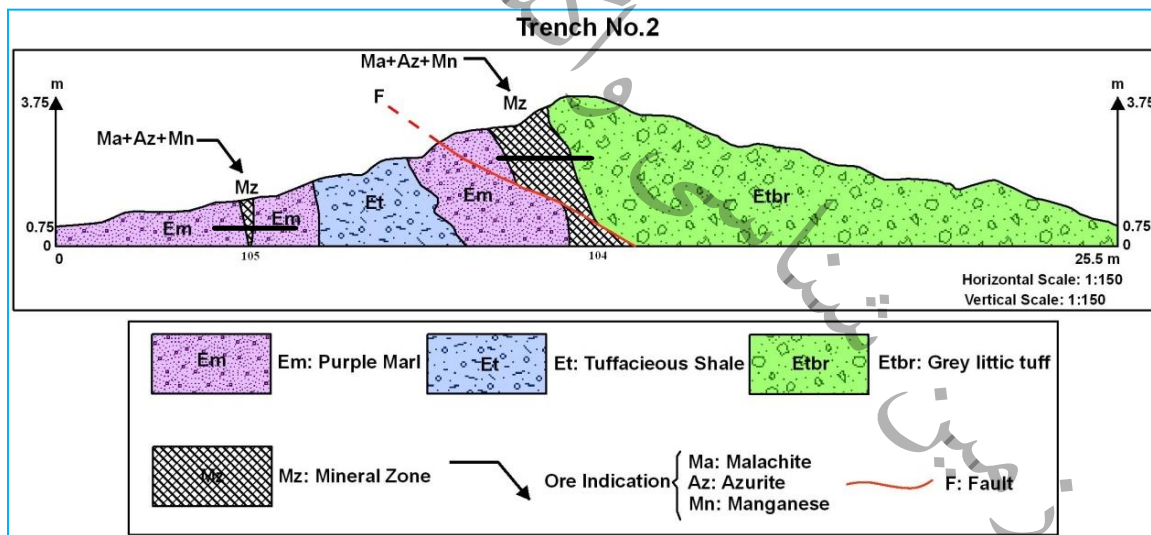 Trench No.2
Ma+Az+Mn
m
3.75
F
Mz
m
3.75
Ma+Az+Mn
Mz
Et
Em
Etbr
Em
Em
0.75
0
0.75
0
0
105
104
25.5 m
Horizontal Scale: 1:150
Vertical Scale: 1:150
Em
Em: Purple Marl
Et
Et: Tuffacieous Shale
Etbr
Etbr: Grey littic tuff
Mz
Mz: Mineral Zone
Ore Indication
Ma: Malachite
Az: Azurite
Mn: Manganese
F: Fault